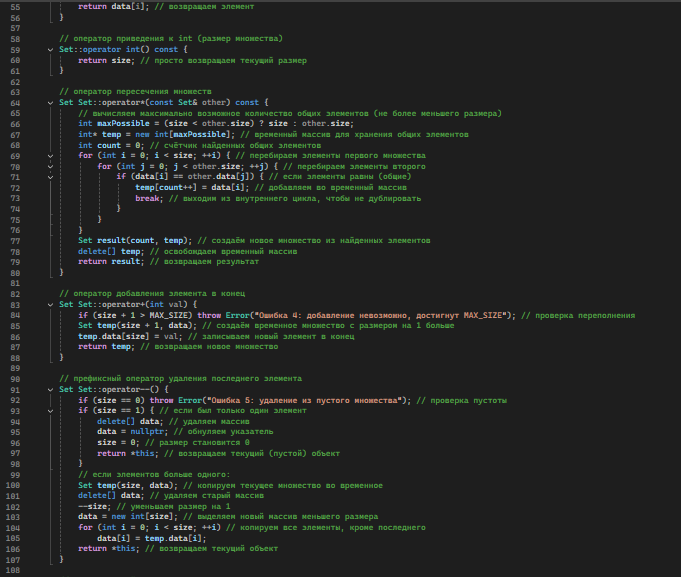 55 return data[i]; // возвращаем элемент
56 }
57
58 // оператор приведения к int (размер множества)
59 Set::operator int() const {
60 return size; // просто возвращаем текущий размер
61 }
62
63 // оператор пересечения множеств
64 Set Set::operator*(const Set& other) const {
65 // вычисляем максимально возможное количество общих элементов (не более меньшего размера)
66 int maxPossible = (size < other.size) ? size : other.size;
67 int* temp = new int[maxPossible]; // временный массив для хранения общих элементов
68 int count = 0; // счётчик найденных общих элементов
69 for (int i = 0; i < size; ++i) { // перебираем элементы первого множества
70 for (int j = 0; j < other.size; ++j) { // перебираем элементы второго
71 if (data[i] == other.data[j]) { // если элементы равны (общие)
72 temp[count++] = data[i]; // добавляем во временный массив
73 break; // выходим из внутреннего цикла, чтобы не дублировать
74 }
75 }
76 }
77 Set result(count, temp); // создаём новое множество из найденных элементов
78 delete[] temp; // освобождаем временный массив
79 return result; // возвращаем результат
80 }
81
82 // оператор добавления элемента в конец
83 Set Set::operator+(int val) {
84 if (size + 1 > MAX_SIZE) throw Error("Ошибка 4: добавление невозможно, достигнут MAX_SIZE"); // проверка переполнения
85 Set temp(size + 1, data); // создаём временное множество с размером на 1 больше
86 temp.data[size] = val; // записываем новый элемент в конец
87 return temp; // возвращаем новое множество
88 }
89
90 // префиксный оператор удаления последнего элемента
91 Set Set::operator--() {
92 if (size == 0) throw Error("Ошибка 5: удаление из пустого множества"); // проверка пустоты
93 if (size == 1) { // если был только один элемент
94 delete[] data; // удаляем массив
95 data = nullptr; // обнуляем указатель
96 size = 0; // размер становится 0
97 return *this; // возвращаем текущий (пустой) объект
98 }
99 // если элементов больше одного:
100 Set temp(size, data); // копируем текущее множество во временное
101 delete[] data; // удаляем старый массив
102 --size; // уменьшаем размер на 1
103 data = new int[size]; // выделяем новый массив меньшего размера
104 for (int i = 0; i < size; ++i) // копируем все элементы, кроме последнего
105 data[i] = temp.data[i];
106 return *this; // возвращаем текущий объект
107 }
108